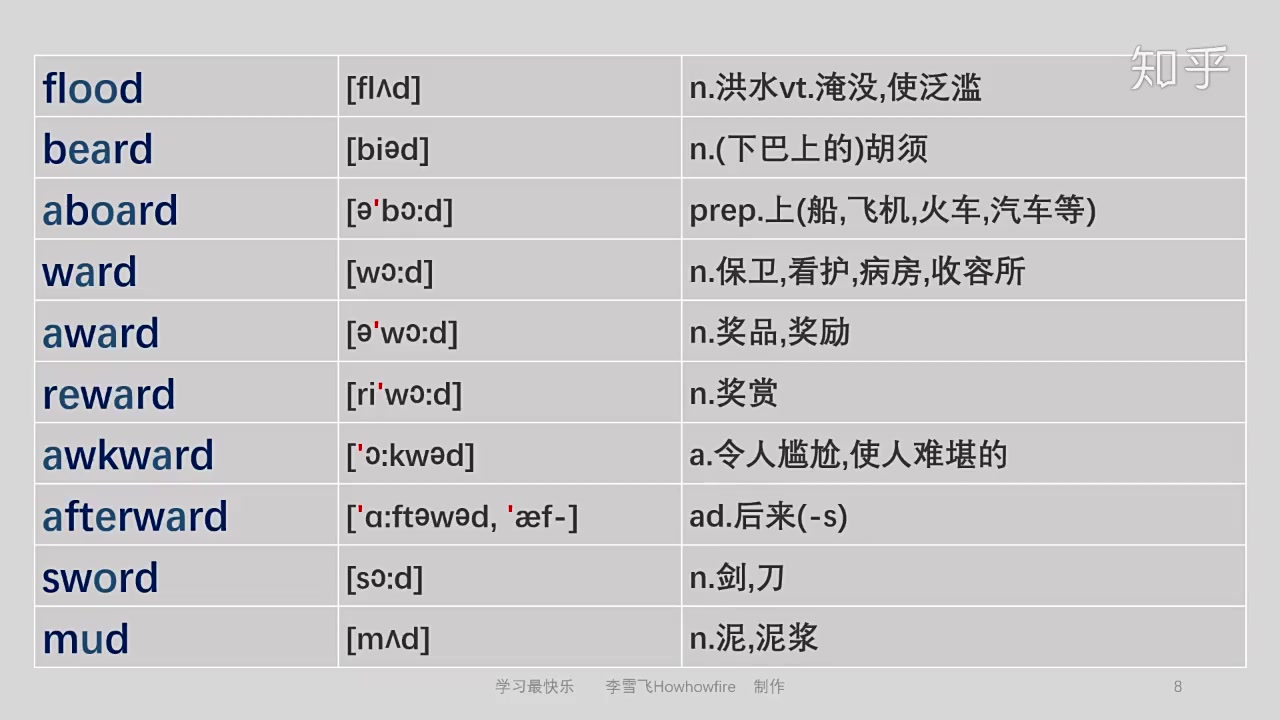 知乎
flood [flʌd] n.洪水vt.淹没,使泛滥
beard [biəd] n.(下巴上的)胡须
aboard [ə'bɔ:d] prep.上(船,飞机,火车,汽车等)
ward [wɔ:d] n.保卫,看护,病房,收容所
award [ə'wɔ:d] n.奖品,奖励
reward [ri'wɔ:d] n.奖赏
awkward ['ɔ:kwəd] a.令人尴尬,使人难堪的
afterward ['ɑ:ftəwəd, 'æf-] ad.后来(-s)
sword [sɔ:d] n.剑,刀
mud [mʌd] n.泥,泥浆
学习最快乐 李雪飞Howhowfire 制作 8